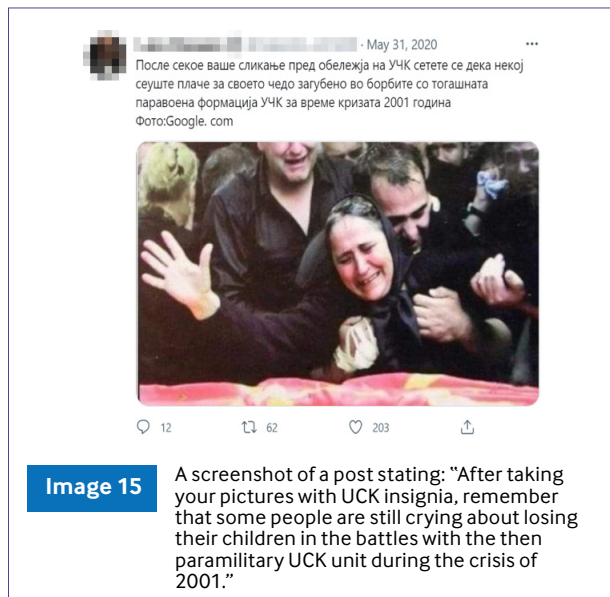 · May 31, 2020 ···
После секое ваше сликање пред обележја на УЧК сетете се дека некој
сеуште плаче за своето чедо загубено во борбите со тогашната
паравоена формација УЧК за време кризата 2001 година
Фото:Google. com
12 62 203
Image 15
A screenshot of a post stating: “After taking
your pictures with UCK insignia, remember
that some people are still crying about losing
their children in the battles with the then
paramilitary UCK unit during the crisis of
2001.”